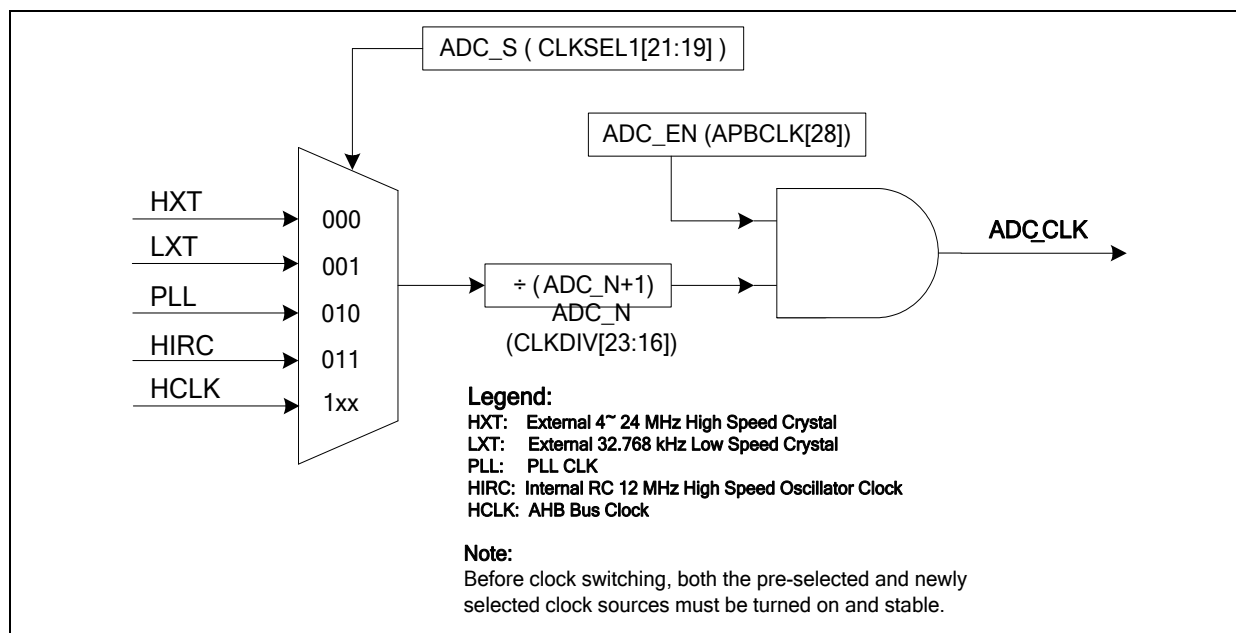 ADC_S ( CLKSEL1[21:19] )
ADC_EN (APBCLK[28])
HXT
000
LXT
001
PLL
010
HIRC
011
HCLK
1xx
÷ ( ADC_N+1)
ADC_N
(CLKDIV[23:16])
ADC_CLK
Legend:
HXT: External 4~ 24 MHz High Speed Crystal
LXT: External 32.768 kHz Low Speed Crystal
PLL: PLL CLK
HIRC: Internal RC 12 MHz High Speed Oscillator Clock
HCLK: AHB Bus Clock
Note:
Before clock switching, both the pre-selected and newly
selected clock sources must be turned on and stable.